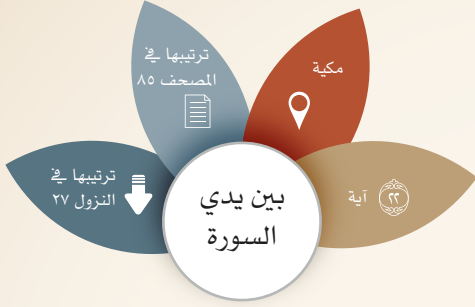 بين يدي
السورة
٢٢ آية
مكية
ترتيبها في
المصحف ٨٥
ترتيبها في
النزول ٢٧